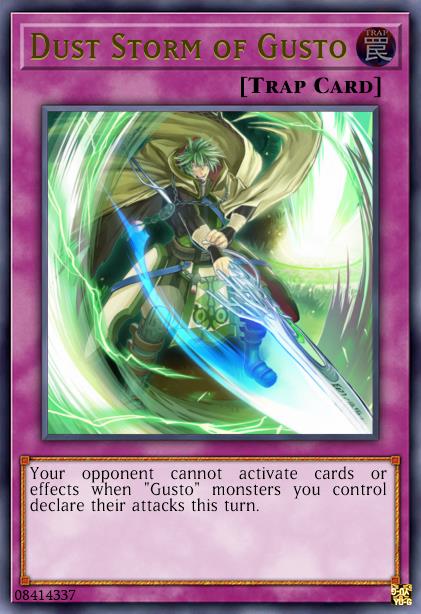 Dust Storm of Gusto
TRAP
罠
[Trap Card]
Your opponent cannot activate cards or
effects when "Gusto" monsters you control
declare their attacks this turn.
08414337